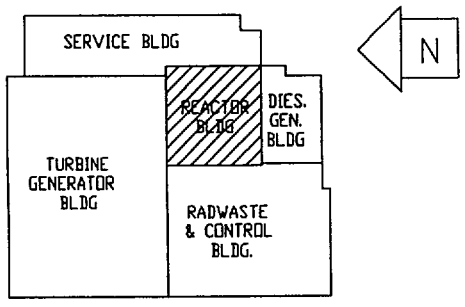 SERVICE BLDG
N
REACTOR
BLDG
DIES.
GEN.
BLDG
TURBINE
GENERATOR
BLDG
RADWASTE
& CONTROL
BLDG.